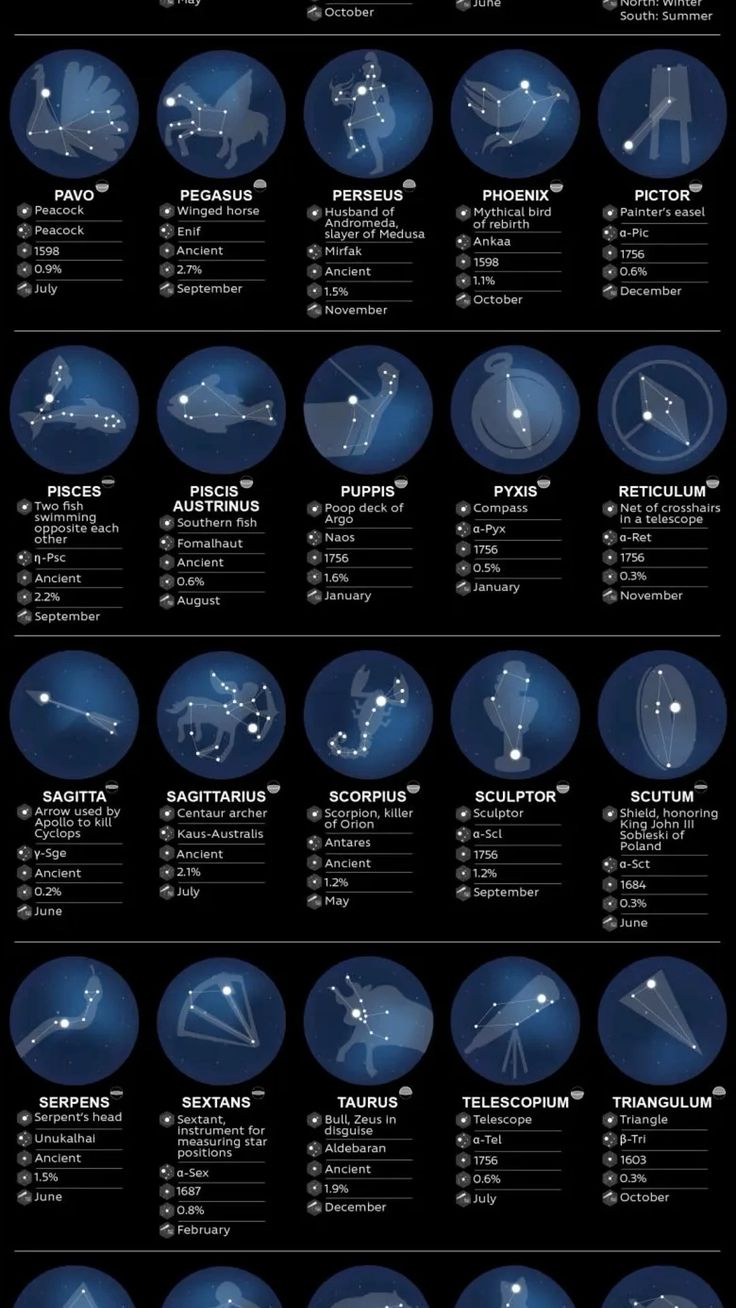 May
October
June
North: Winter
South: Summer
PAVO
Peacock
Peacock
1598
0.9%
July
PEGASUS
Winged horse
Enif
Ancient
2.7%
September
PERSEUS
Husband of
Andromeda,
slayer of Medusa
Mirfak
Ancient
1.5%
November
PHOENIX
Mythical bird
of rebirth
Ankaa
1598
1.1%
October
PICTOR
Painter's easel
α-Pic
1756
0.6%
December
PISCES
Two fish
swimming
opposite each
other
η-Psc
Ancient
2.2%
September
PISCIS
AUSTRINUS
Southern fish
Fomalhaut
Ancient
0.6%
August
PUPPIS
Poop deck of
Argo
Naos
1756
1.6%
January
PYXIS
Compass
α-Pyx
1756
0.5%
January
RETICULUM
Net of crosshairs
in a telescope
α-Ret
1756
0.3%
November
SAGITTA
Arrow used by
Apollo to kill
Cyclops
γ-Sge
Ancient
0.2%
June
SAGITTARIUS
Centaur archer
Kaus-Australis
Ancient
2.1%
July
SCORPIUS
Scorpion, killer
of Orion
Antares
Ancient
1.2%
May
SCULPTOR
Sculptor
α-Scl
1756
1.2%
September
SCUTUM
Shield, honoring
King John III
Sobieski of
Poland
α-Sct
1684
0.3%
June
SERPENS
Serpent's head
Unukalhai
Ancient
1.5%
June
SEXTANS
Sextant,
instrument for
measuring star
positions
α-Sex
1687
0.8%
February
TAURUS
Bull, Zeus in
disguise
Aldebaran
Ancient
1.9%
December
TELESCOPIUM
Telescope
α-Tel
1756
0.6%
July
TRIANGULUM
Triangle
β-Tri
1603
0.3%
October